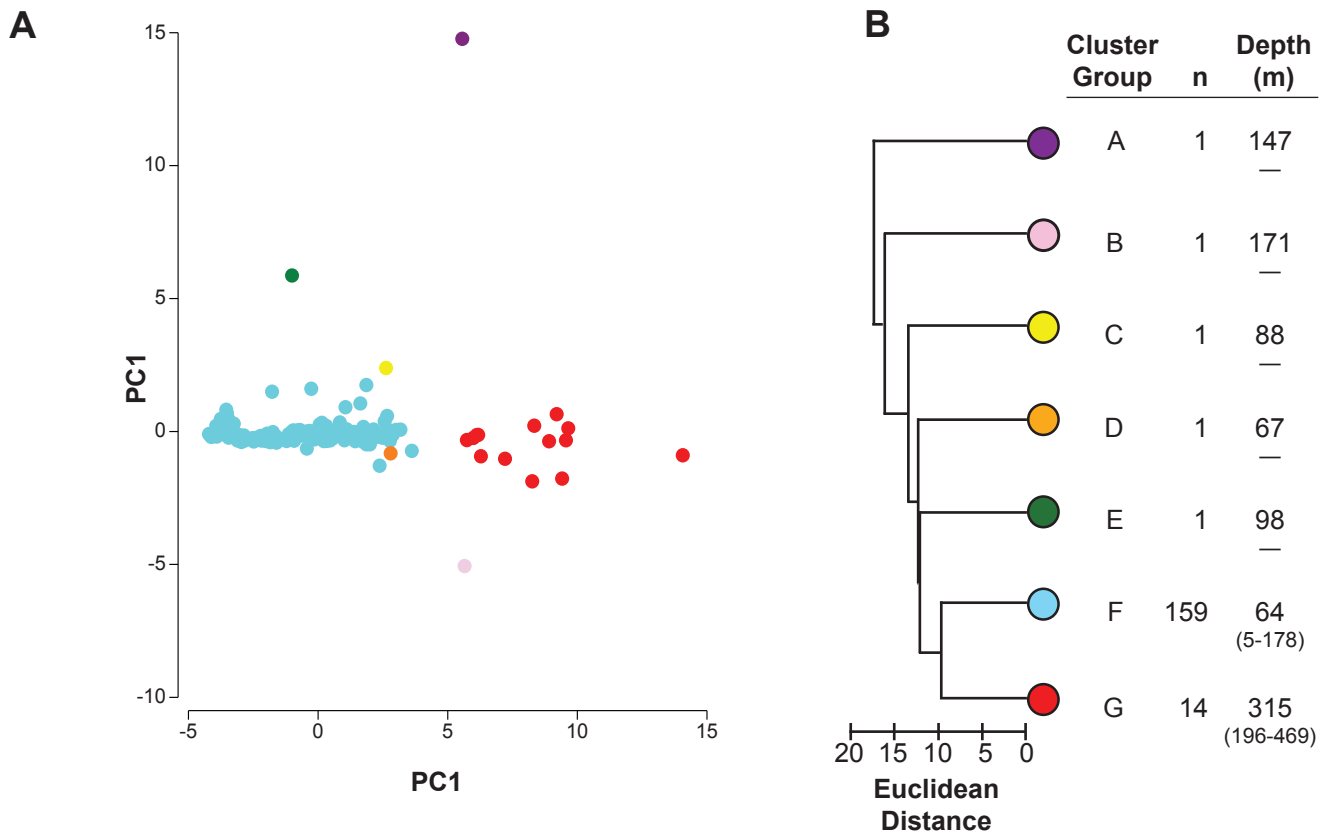 A
15
10
5
0
-5
-10
PC1
-5 0 5 10 15
PC1
B
Cluster Group n Depth (m)
A 1 147
—
B 1 171
—
C 1 88
—
D 1 67
—
E 1 98
—
F 159 64
(5-178)
G 14 315
(196-469)
20 15 10 5 0
Euclidean
Distance